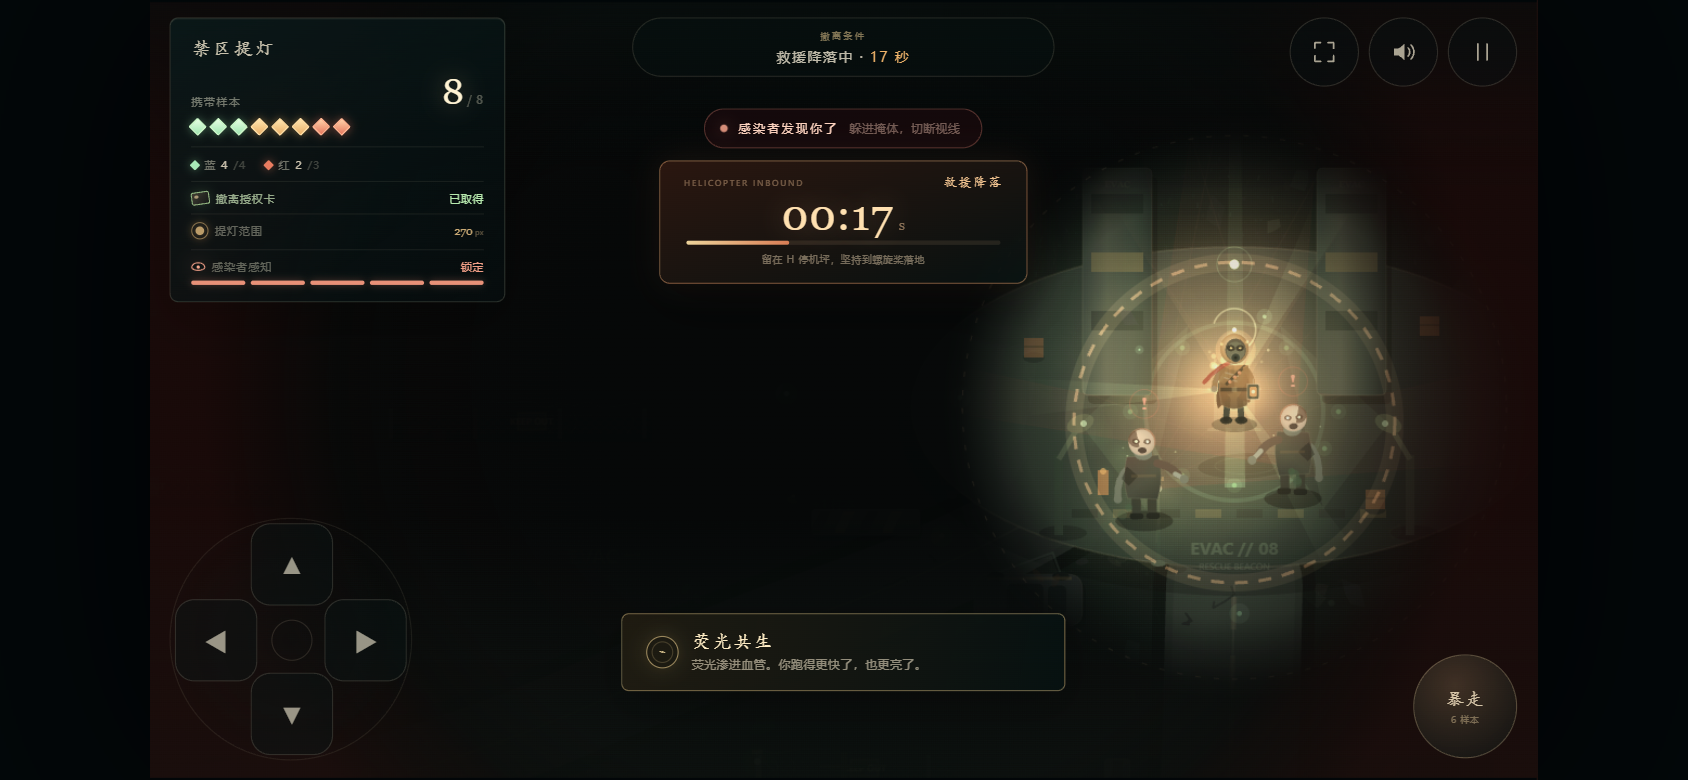 禁区提灯
携带样本
8 / 8
蓝 4 /4 红 2 /3
撤离授权卡 已取得
提灯范围 270 px
感染者感知 锁定
撤离条件
救援降落中 · 17 秒
感染者发现你了 躲进掩体，切断视线
HELICOPTER INBOUND 救援降落
00:17 s
留在 H 停机坪，坚持到螺旋桨落地
!
!
EVAC // 08
RESCUE BEACON
荧光共生
荧光渗进血管。你跑得更快了，也更亮了。
暴走
6 样本